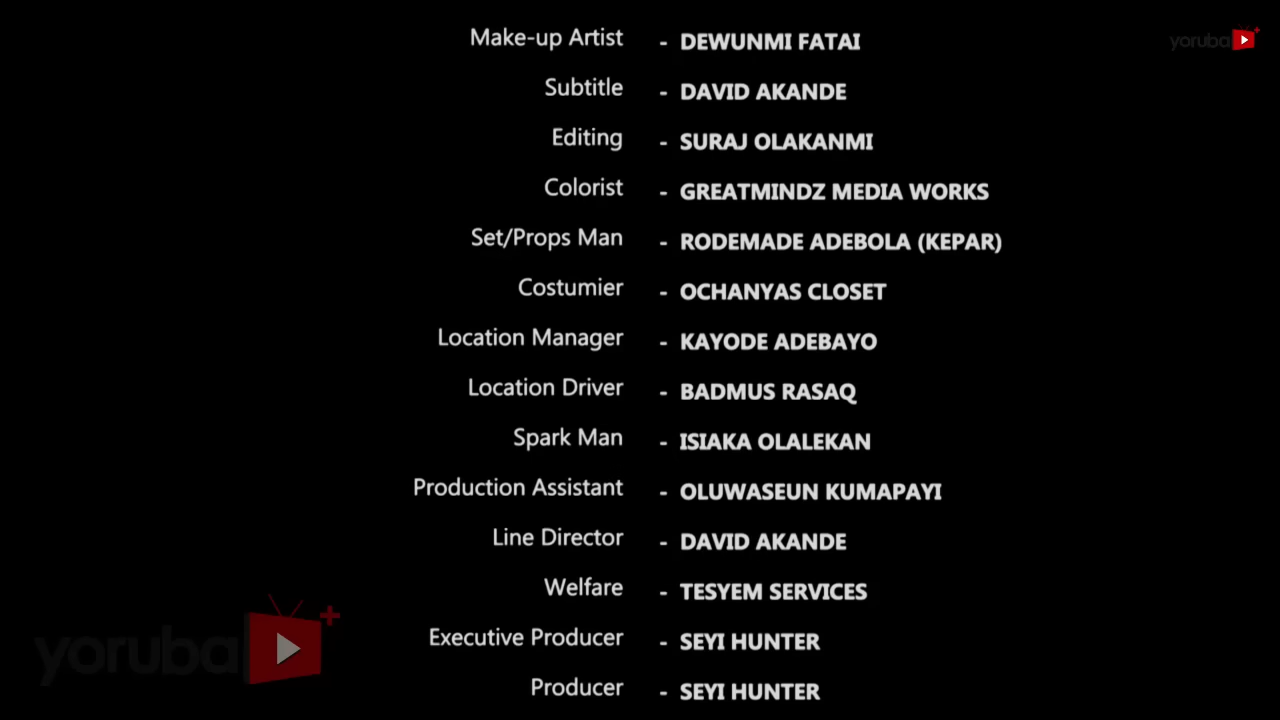 Make-up Artist - DEWUNMI FATAI
yoruba+
Subtitle - DAVID AKANDE
Editing - SURAJ OLAKANMI
Colorist - GREATMINDZ MEDIA WORKS
Set/Props Man - RODEMADE ADEBOLA (KEPAR)
Costumier - OCHANYAS CLOSET
Location Manager - KAYODE ADEBAYO
Location Driver - BADMUS RASAQ
Spark Man - ISIAKA OLALEKAN
Production Assistant - OLUWASEUN KUMAPAYI
Line Director - DAVID AKANDE
Welfare - TESYEM SERVICES
Executive Producer - SEYI HUNTER
yoruba+
Producer - SEYI HUNTER